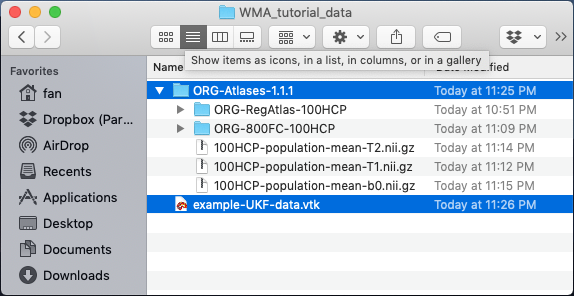 WMA_tutorial_data
Show items as icons, in a list, in columns, or in a gallery
Favorites
fan
Dropbox (Par...
AirDrop
Recents
Applications
Desktop
Documents
Downloads
ORG-Atlases-1.1.1 Today at 11:25 PM
ORG-RegAtlas-100HCP Today at 10:51 PM
ORG-800FC-100HCP Today at 11:09 PM
100HCP-population-mean-T2.nii.gz Today at 11:14 PM
100HCP-population-mean-T1.nii.gz Today at 11:12 PM
100HCP-population-mean-b0.nii.gz Today at 11:15 PM
example-UKF-data.vtk Today at 11:26 PM